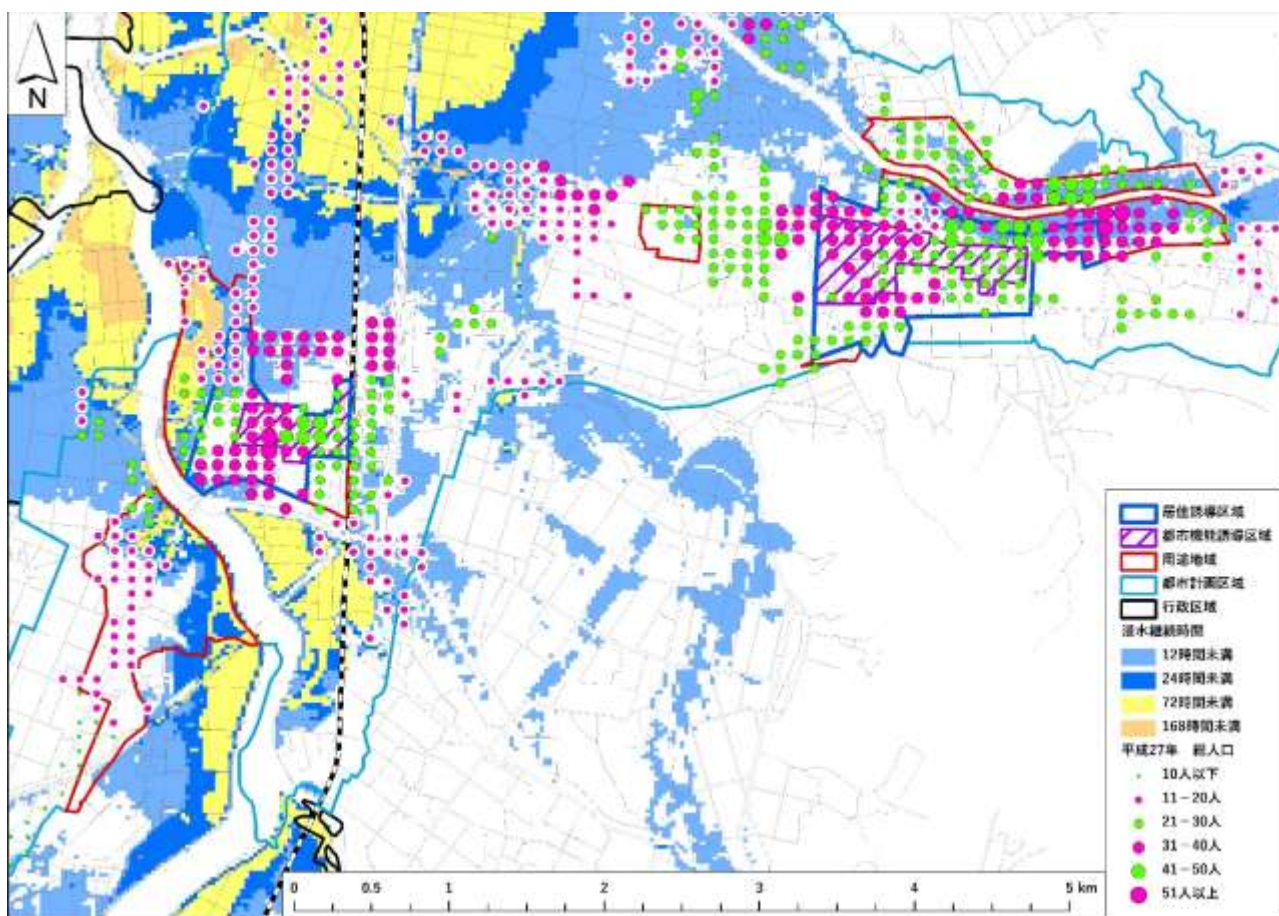 N
居住誘導区域
都市機能誘導区域
用途地域
都市計画区域
行政区域
浸水継続時間
12時間未満
24時間未満
72時間未満
168時間未満
平成27年 総人口
10人以下
11-20人
21-30人
31-40人
41-50人
51人以上
0 0.5 1 2 3 4 5 km